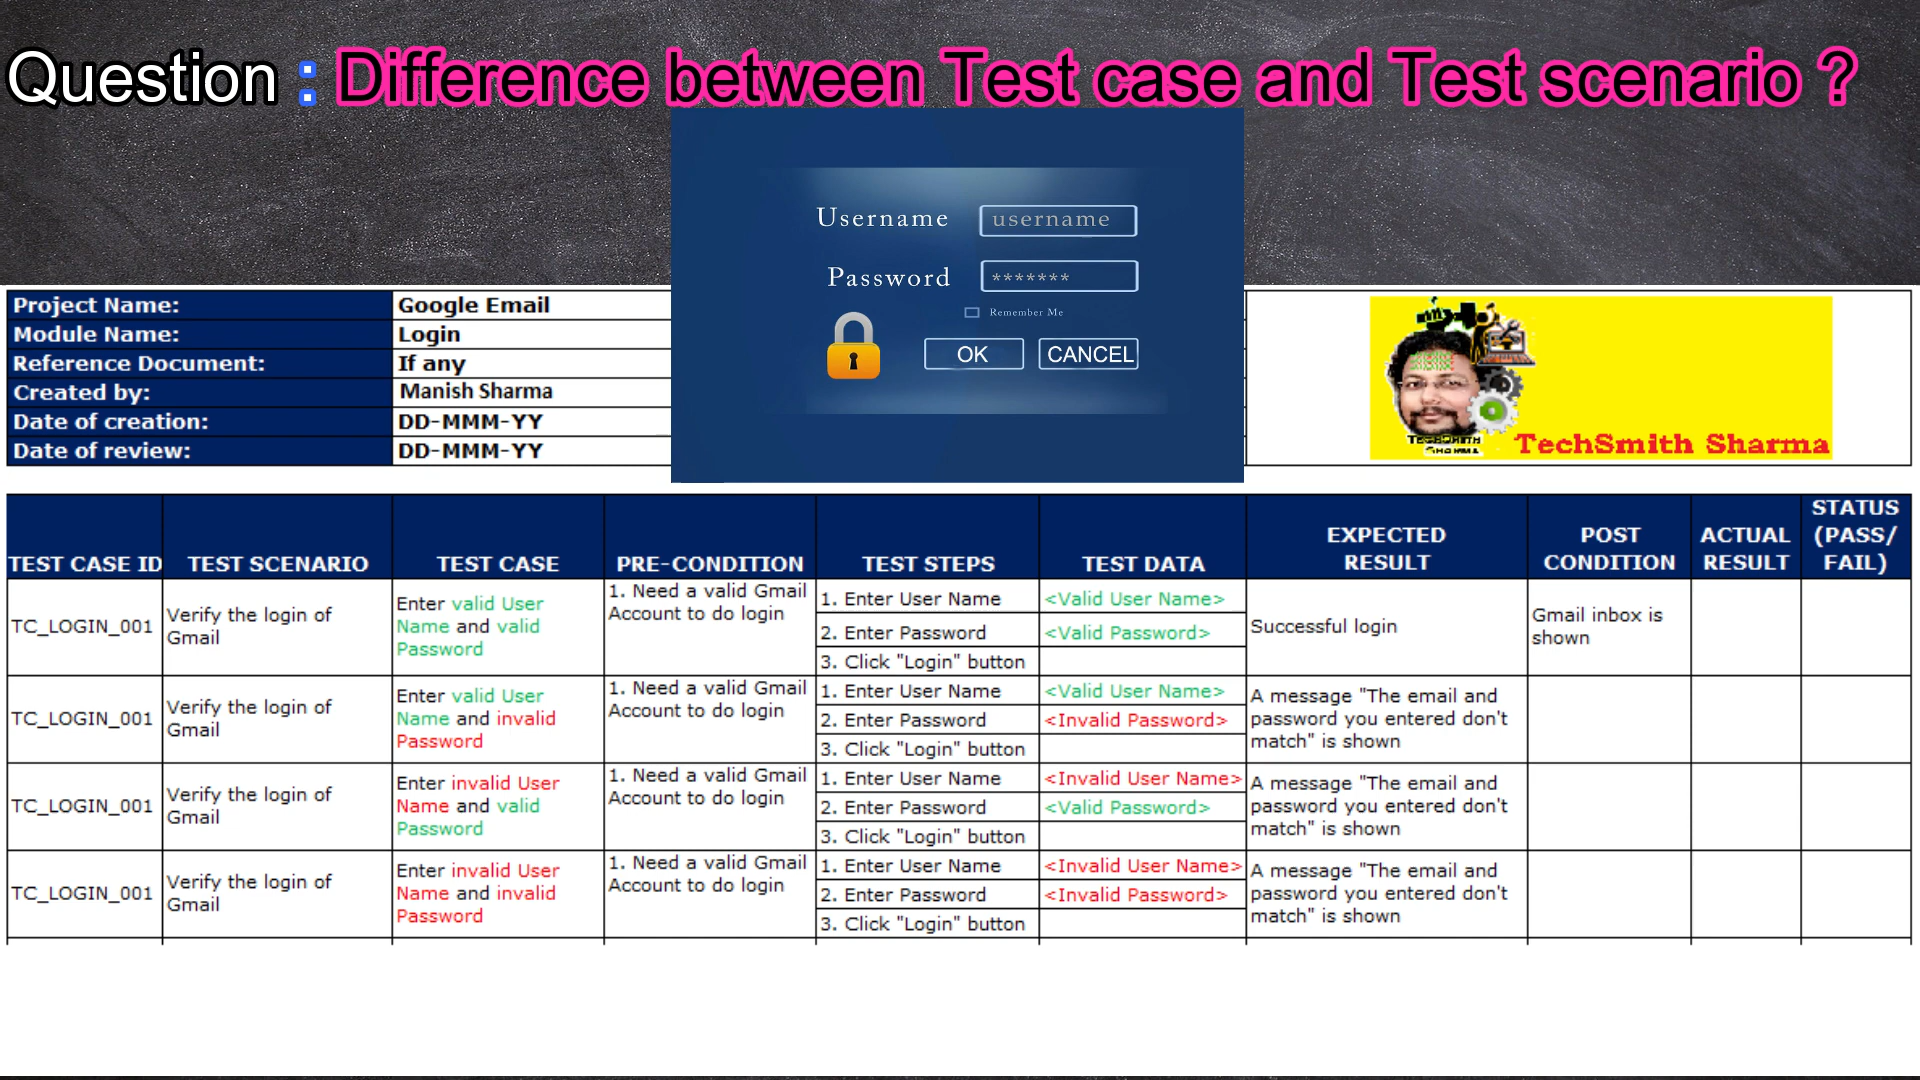 Question : Difference between Test case and Test scenario ?
Username username
Password *******
Remember Me
OK CANCEL
Project Name: Google Email
Module Name: Login
Reference Document: If any
Created by: Manish Sharma
Date of creation: DD-MMM-YY
Date of review: DD-MMM-YY
TECHSMITH
SHARMA
TechSmith Sharma
TEST CASE ID
TEST SCENARIO
TEST CASE
PRE-CONDITION
TEST STEPS
TEST DATA
EXPECTED
RESULT
POST
CONDITION
ACTUAL
RESULT
STATUS
(PASS/
FAIL)
TC_LOGIN_001
Verify the login of
Gmail
Enter valid User
Name and valid
Password
1. Need a valid Gmail
Account to do login
1. Enter User Name
<Valid User Name>
2. Enter Password
<Valid Password>
3. Click "Login" button
Successful login
Gmail inbox is
shown
TC_LOGIN_001
Verify the login of
Gmail
Enter valid User
Name and invalid
Password
1. Need a valid Gmail
Account to do login
1. Enter User Name
<Valid User Name>
2. Enter Password
<Invalid Password>
3. Click "Login" button
A message "The email and
password you entered don't
match" is shown
TC_LOGIN_001
Verify the login of
Gmail
Enter invalid User
Name and valid
Password
1. Need a valid Gmail
Account to do login
1. Enter User Name
<Invalid User Name>
2. Enter Password
<Valid Password>
3. Click "Login" button
A message "The email and
password you entered don't
match" is shown
TC_LOGIN_001
Verify the login of
Gmail
Enter invalid User
Name and invalid
Password
1. Need a valid Gmail
Account to do login
1. Enter User Name
<Invalid User Name>
2. Enter Password
<Invalid Password>
3. Click "Login" button
A message "The email and
password you entered don't
match" is shown